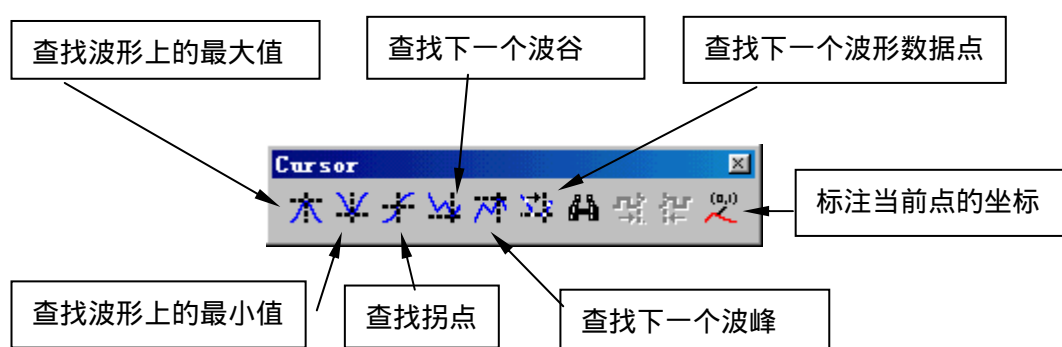 查找波形上的最大值
查找下一个波谷
查找下一个波形数据点
Cursor
(0,1)
标注当前点的坐标
查找波形上的最小值
查找拐点
查找下一个波峰